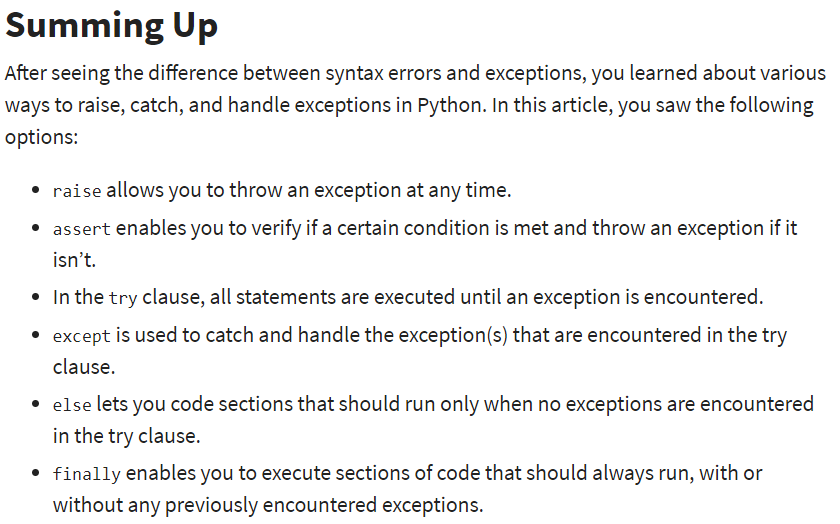 Summing Up
After seeing the difference between syntax errors and exceptions, you learned about various
ways to raise, catch, and handle exceptions in Python. In this article, you saw the following
options:
• raise allows you to throw an exception at any time.
• assert enables you to verify if a certain condition is met and throw an exception if it
isn’t.
• In the try clause, all statements are executed until an exception is encountered.
• except is used to catch and handle the exception(s) that are encountered in the try
clause.
• else lets you code sections that should run only when no exceptions are encountered
in the try clause.
• finally enables you to execute sections of code that should always run, with or
without any previously encountered exceptions.